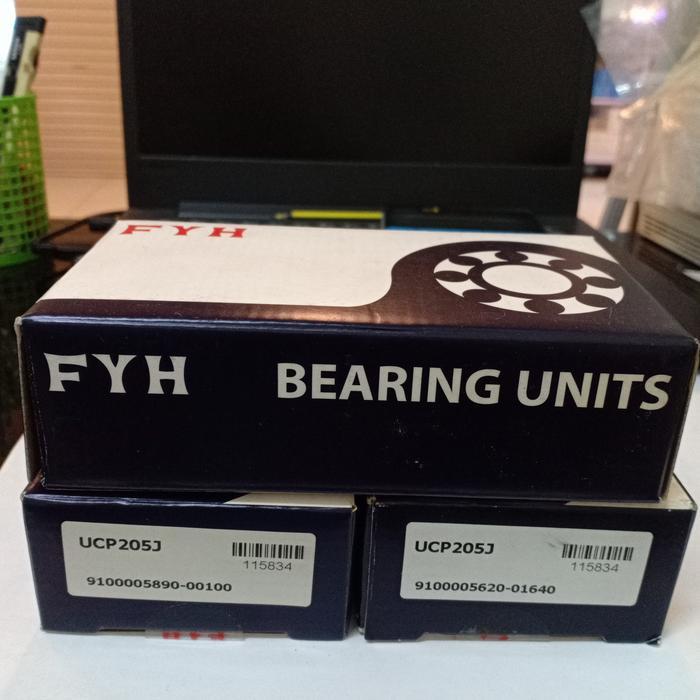 FYH
FYH BEARING UNITS
UCP205J
115834
9100005890-00100
UCP205J
115834
9100005620-01640